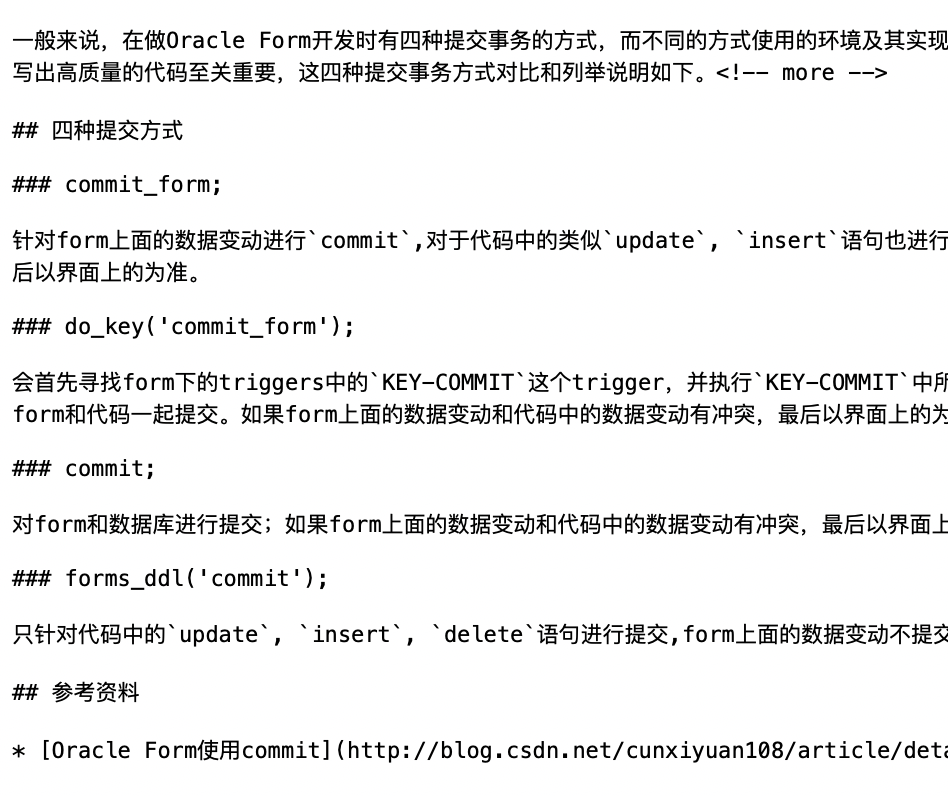 一般来说，在做Oracle Form开发时有四种提交事务的方式，而不同的方式使用的环境及其实现
写出高质量的代码至关重要，这四种提交事务方式对比和列举说明如下。<!-- more -->
## 四种提交方式
### commit_form;
针对form上面的数据变动进行`commit`,对于代码中的类似`update`, `insert`语句也进行
后以界面上的为准。
### do_key('commit_form');
会首先寻找form下的triggers中的`KEY-COMMIT`这个trigger，并执行`KEY-COMMIT`中所
form和代码一起提交。如果form上面的数据变动和代码中的数据变动有冲突，最后以界面上的为
### commit;
对form和数据库进行提交；如果form上面的数据变动和代码中的数据变动有冲突，最后以界面上
### forms_ddl('commit');
只针对代码中的`update`, `insert`, `delete`语句进行提交,form上面的数据变动不提交
## 参考资料
* [Oracle Form使用commit](http://blog.csdn.net/cunxiyuan108/article/deta